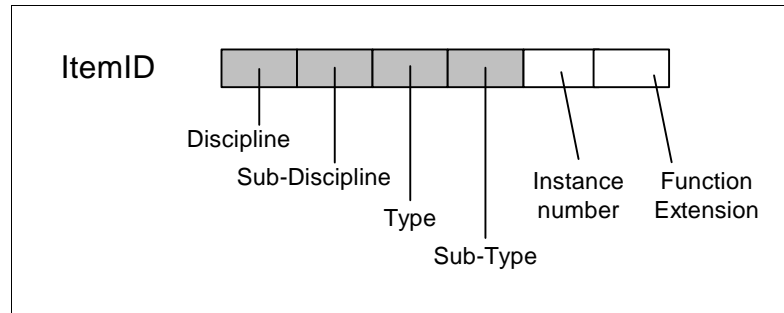 ItemID
Discipline
Sub-Discipline
Type
Sub-Type
Instance
number
Function
Extension